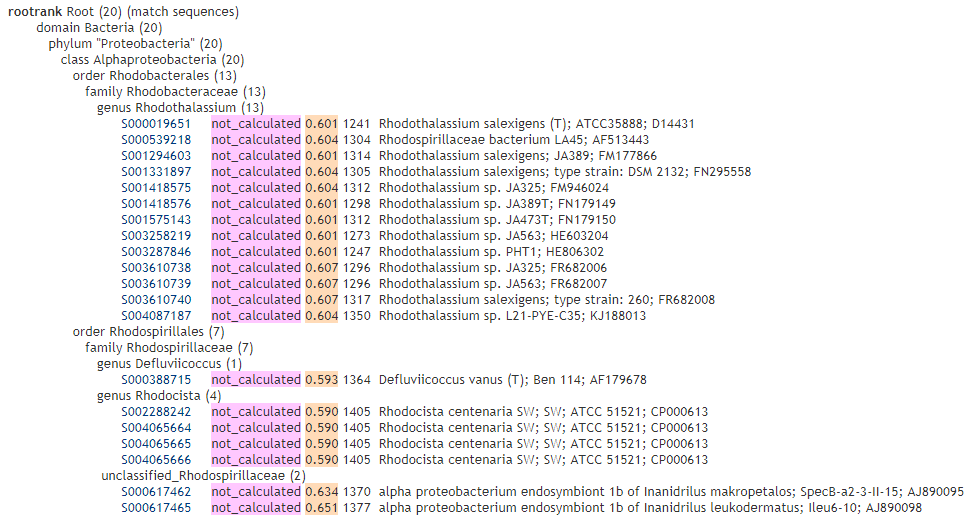 rootrank Root (20) (match sequences)
domain Bacteria (20)
phylum "Proteobacteria" (20)
class Alphaproteobacteria (20)
order Rhodobacterales (13)
family Rhodobacteraceae (13)
genus Rhodothalassium (13)
S000019651 not_calculated 0.601 1241 Rhodothalassium salexigens (T); ATCC35888; D14431
S000539218 not_calculated 0.604 1304 Rhodospirillaceae bacterium LA45; AF513443
S001294603 not_calculated 0.601 1314 Rhodothalassium salexigens; JA389; FM177866
S001331897 not_calculated 0.604 1305 Rhodothalassium salexigens; type strain: DSM 2132; FN295558
S001418575 not_calculated 0.604 1312 Rhodothalassium sp. JA325; FM946024
S001418576 not_calculated 0.601 1298 Rhodothalassium sp. JA389T; FN179149
S001575143 not_calculated 0.601 1312 Rhodothalassium sp. JA473T; FN179150
S003258219 not_calculated 0.601 1273 Rhodothalassium sp. JA563; HE603204
S003287846 not_calculated 0.601 1247 Rhodothalassium sp. PHT1; HE806302
S003610738 not_calculated 0.607 1296 Rhodothalassium sp. JA325; FR682006
S003610739 not_calculated 0.607 1296 Rhodothalassium sp. JA563; FR682007
S003610740 not_calculated 0.607 1317 Rhodothalassium salexigens; type strain: 260; FR682008
S004087187 not_calculated 0.604 1350 Rhodothalassium sp. L21-PYE-C35; KJ188013
order Rhodospirillales (7)
family Rhodospirillaceae (7)
genus Defluviicoccus (1)
S000388715 not_calculated 0.593 1364 Defluviicoccus vanus (T); Ben 114; AF179678
genus Rhodocista (4)
S002288242 not_calculated 0.590 1405 Rhodocista centenaria SW; SW; ATCC 51521; CP000613
S004065664 not_calculated 0.590 1405 Rhodocista centenaria SW; SW; ATCC 51521; CP000613
S004065665 not_calculated 0.590 1405 Rhodocista centenaria SW; SW; ATCC 51521; CP000613
S004065666 not_calculated 0.590 1405 Rhodocista centenaria SW; SW; ATCC 51521; CP000613
unclassified_Rhodospirillaceae (2)
S000617462 not_calculated 0.634 1370 alpha proteobacterium endosymbiont 1b of Inanidrilus makropetalos; SpecB-a2-3-II-15; AJ890095
S000617465 not_calculated 0.651 1377 alpha proteobacterium endosymbiont 1b of Inanidrilus leukodermatus; Ileu6-10; AJ890098